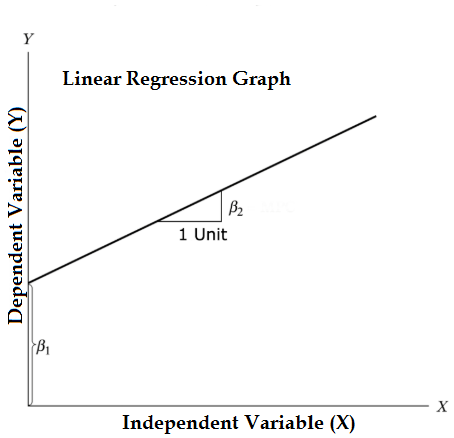 Y
Linear Regression Graph
Dependent Variable (Y)
β₂
1 Unit
β₁
X
Independent Variable (X)